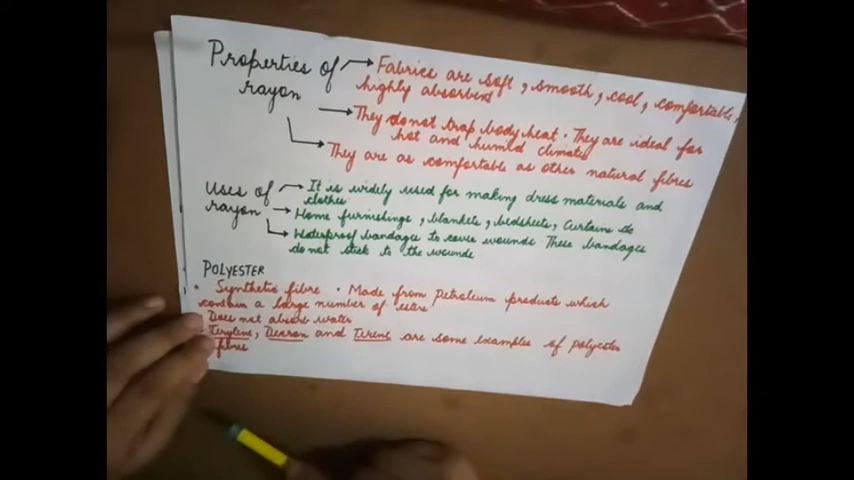 Properties of rayon
Fabrics are soft, smooth, cool, comfortable,
highly absorbent
They donot trap body heat. They are ideal for
hot and humid climate
They are as comfortable as other natural fibres
Uses of rayon
It is widely used for making dress materials and
clothes
Home furnishings, blankets, bedsheets, curtains etc
Waterproof bandages to cover wounds. These bandages
do not stick to the wounds
POLYESTER
• Synthetic fibre • Made from Petroleum products which
contain a large number of esters
Does not absorb water
Terylene, Dacron and Terene are some examples of polyester
fibres